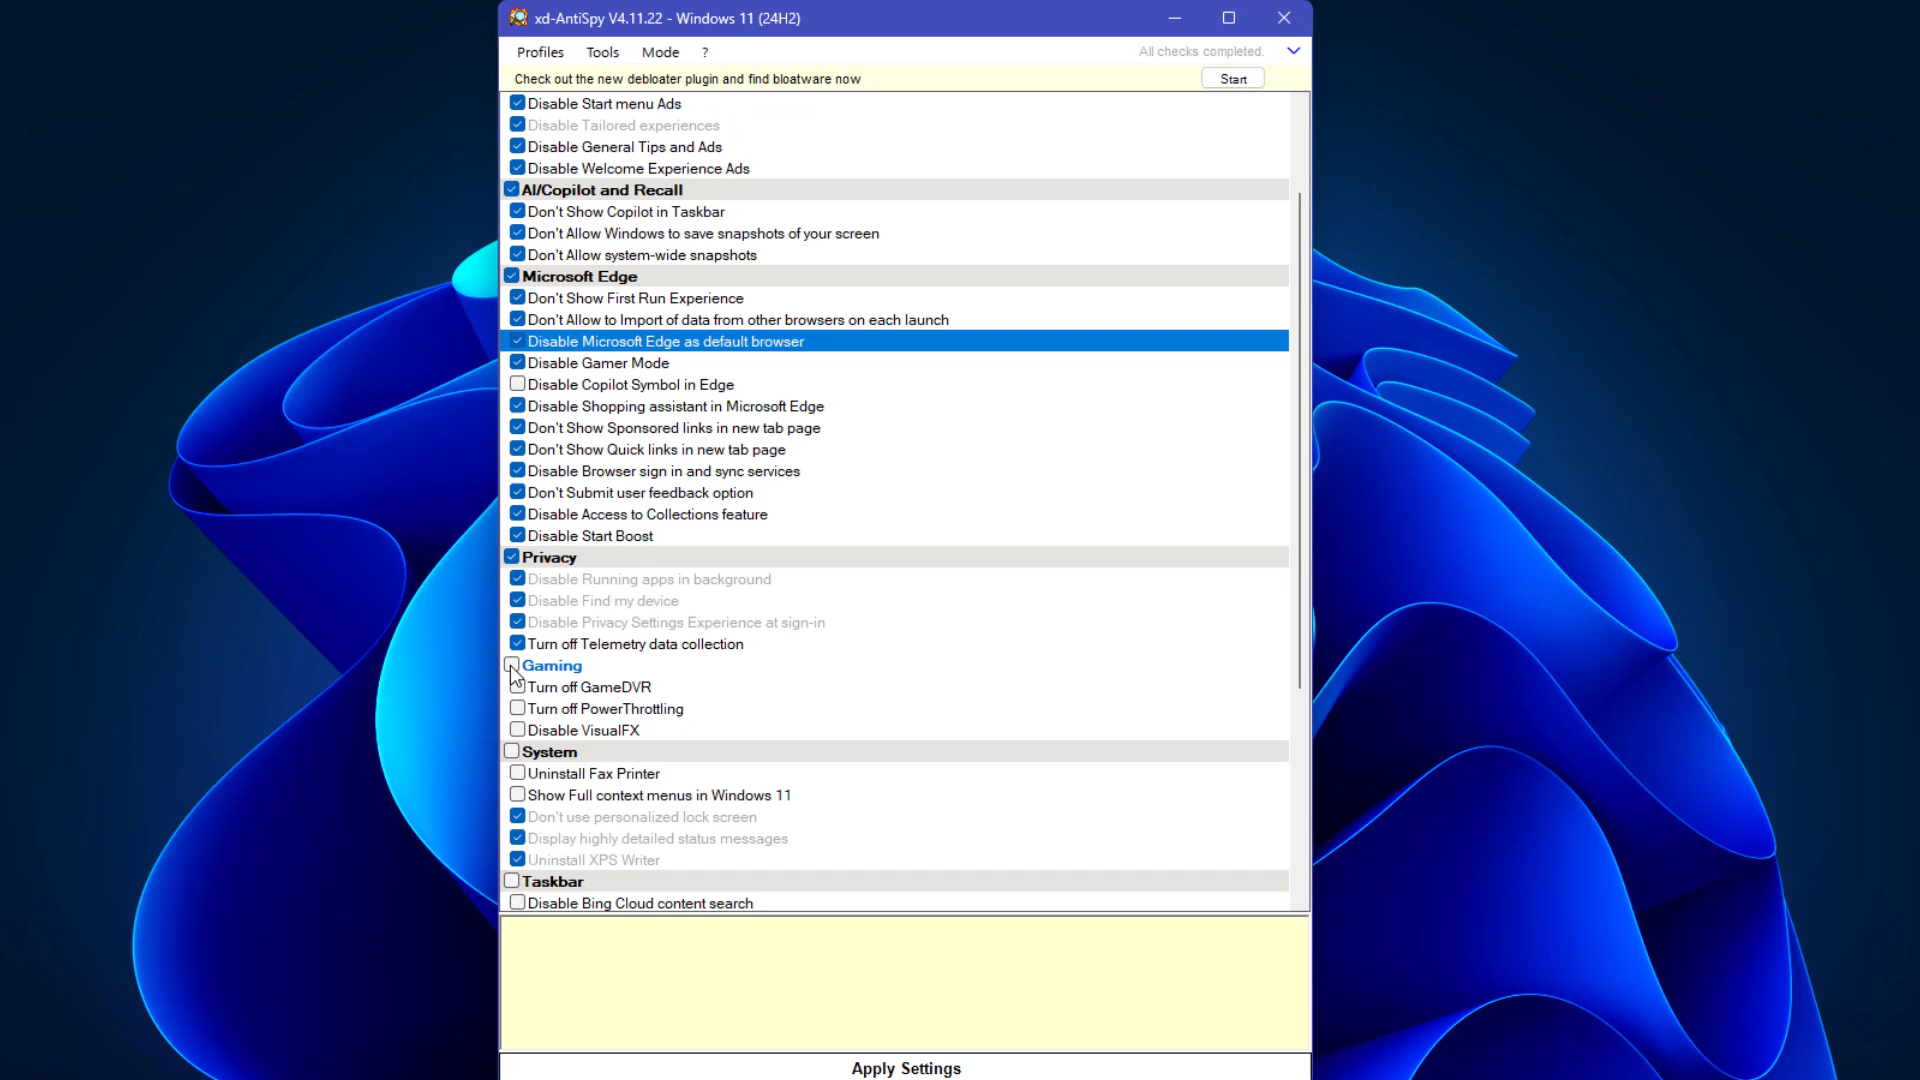 xd-AntiSpy V4.11.22 - Windows 11 (24H2)
Profiles Tools Mode ? All checks completed.
Check out the new debloater plugin and find bloatware now Start
Disable Start menu Ads
Disable Tailored experiences
Disable General Tips and Ads
Disable Welcome Experience Ads
AI/Copilot and Recall
Don't Show Copilot in Taskbar
Don't Allow Windows to save snapshots of your screen
Don't Allow system-wide snapshots
Microsoft Edge
Don't Show First Run Experience
Don't Allow to Import of data from other browsers on each launch
Disable Microsoft Edge as default browser
Disable Gamer Mode
Disable Copilot Symbol in Edge
Disable Shopping assistant in Microsoft Edge
Don't Show Sponsored links in new tab page
Don't Show Quick links in new tab page
Disable Browser sign in and sync services
Don't Submit user feedback option
Disable Access to Collections feature
Disable Start Boost
Privacy
Disable Running apps in background
Disable Find my device
Disable Privacy Settings Experience at sign-in
Turn off Telemetry data collection
Gaming
Turn off GameDVR
Turn off PowerThrottling
Disable VisualFX
System
Uninstall Fax Printer
Show Full context menus in Windows 11
Don't use personalized lock screen
Display highly detailed status messages
Uninstall XPS Writer
Taskbar
Disable Bing Cloud content search
Apply Settings